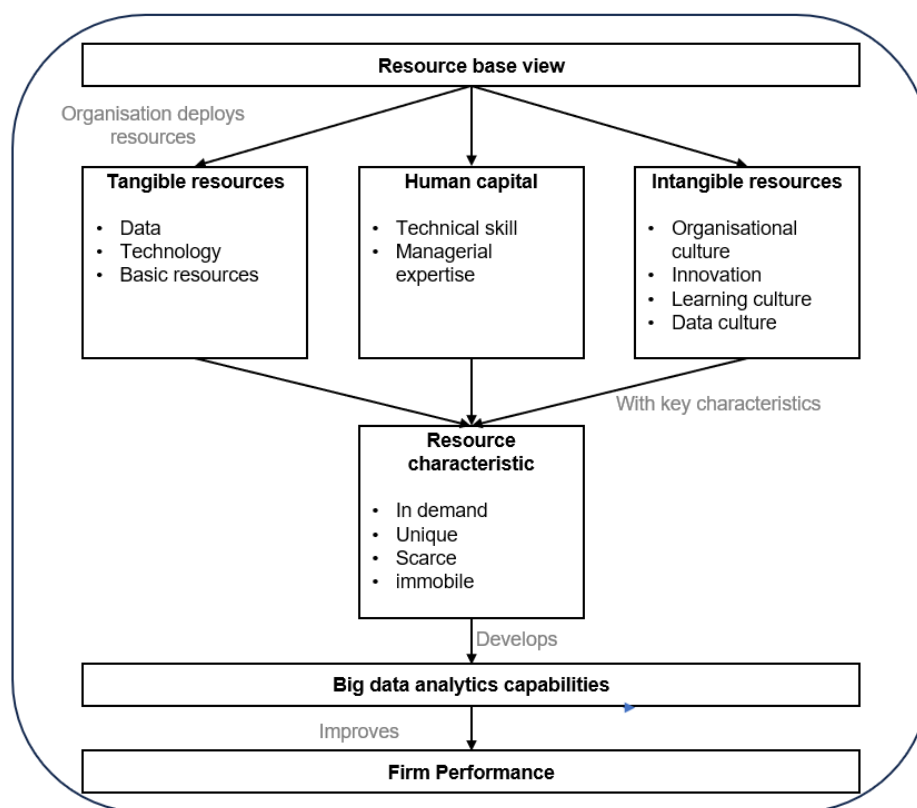 Resource base view
Organisation deploys
resources
Tangible resources
• Data
• Technology
• Basic resources
Human capital
• Technical skill
• Managerial
expertise
Intangible resources
• Organisational
culture
• Innovation
• Learning culture
• Data culture
With key characteristics
Resource
characteristic
• In demand
• Unique
• Scarce
• immobile
Develops
Big data analytics capabilities
Improves
Firm Performance